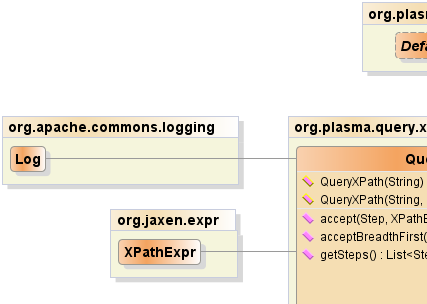 org.plasm
Defa
org.apache.commons.logging
Log
org.plasma.query.x
Que
QueryXPath(String)
QueryXPath(String,
accept(Step, XPathE
acceptBreadthFirst(
getSteps() : List<Ste
org.jaxen.expr
XPathExpr